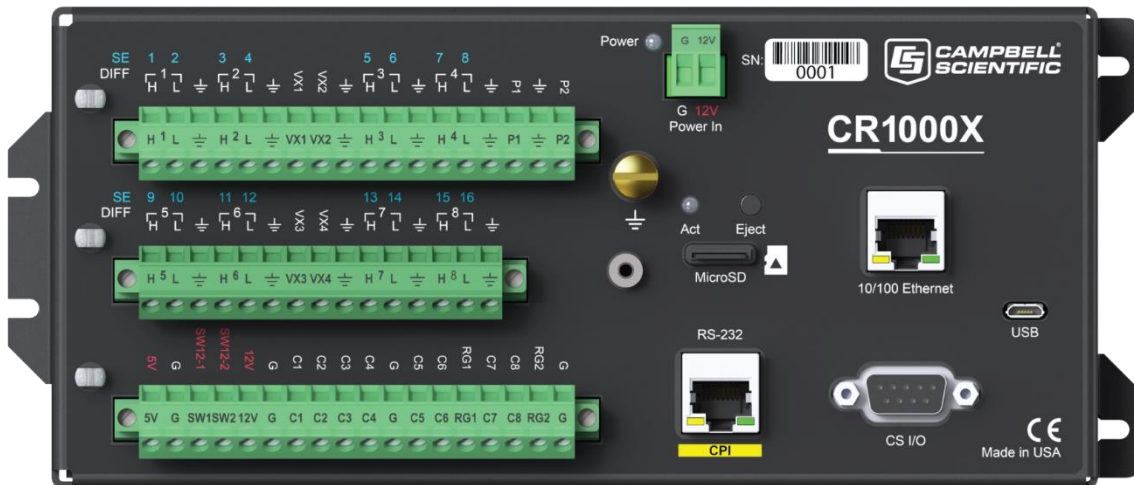 SE 1 2 3 4 5 6 7 8
DIFF 1 2 3 4
H L H L VX1 VX2 H L H L P1 P2
H 1 L H 2 L VX1 VX2 H 3 L H 4 L P1 P2
SE 9 10 11 12 13 14 15 16
DIFF 5 6 7 8
H L H L VX3 VX4 H L H L
H 5 L H 6 L VX3 VX4 H 7 L H 8 L
5V G SW12-1 SW12-2 12V G C1 C2 C3 C4 G C5 C6 RG1 C7 C8 RG2 G
5V G SW1 SW2 12V G C1 C2 C3 C4 G C5 C6 RG1 C7 C8 RG2 G
Power
G 12V
G 12V
Power In
SN:
0001
CS CAMPBELL
SCIENTIFIC
CR1000X
Act Eject
MicroSD
10/100 Ethernet
USB
RS-232
CPI
CS I/O
CE
Made in USA